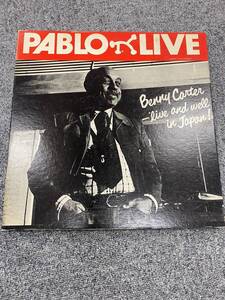 PABLO LIVE
Benny Carter
– 'live and well
in Japan!